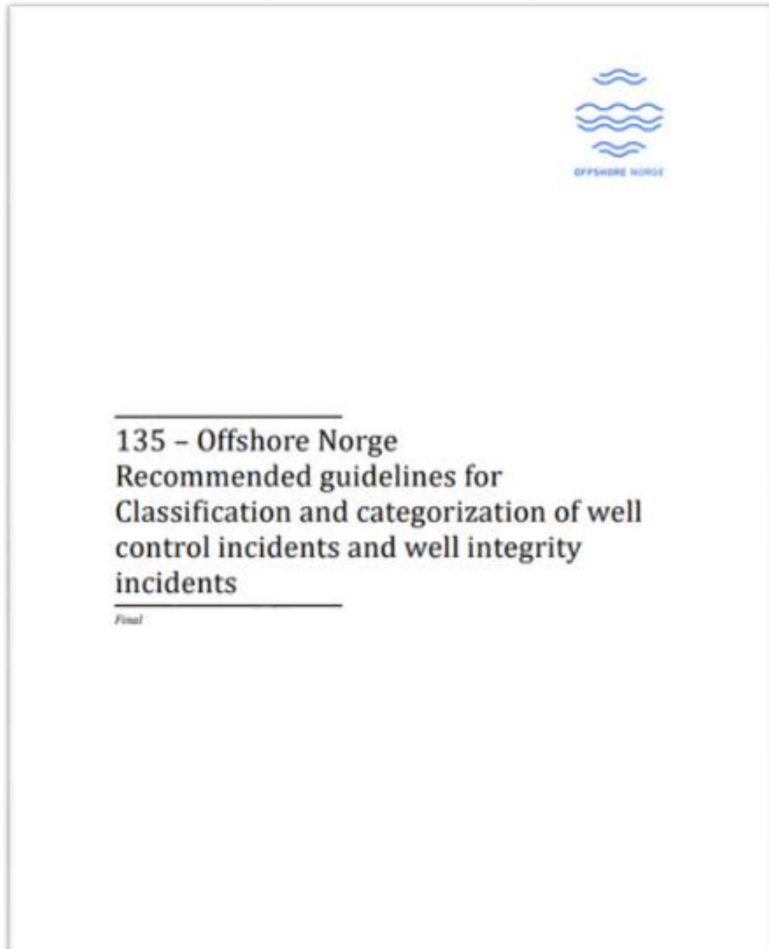 OFFSHORE NORGE
135 – Offshore Norge
Recommended guidelines for
Classification and categorization of well
control incidents and well integrity
incidents
Final